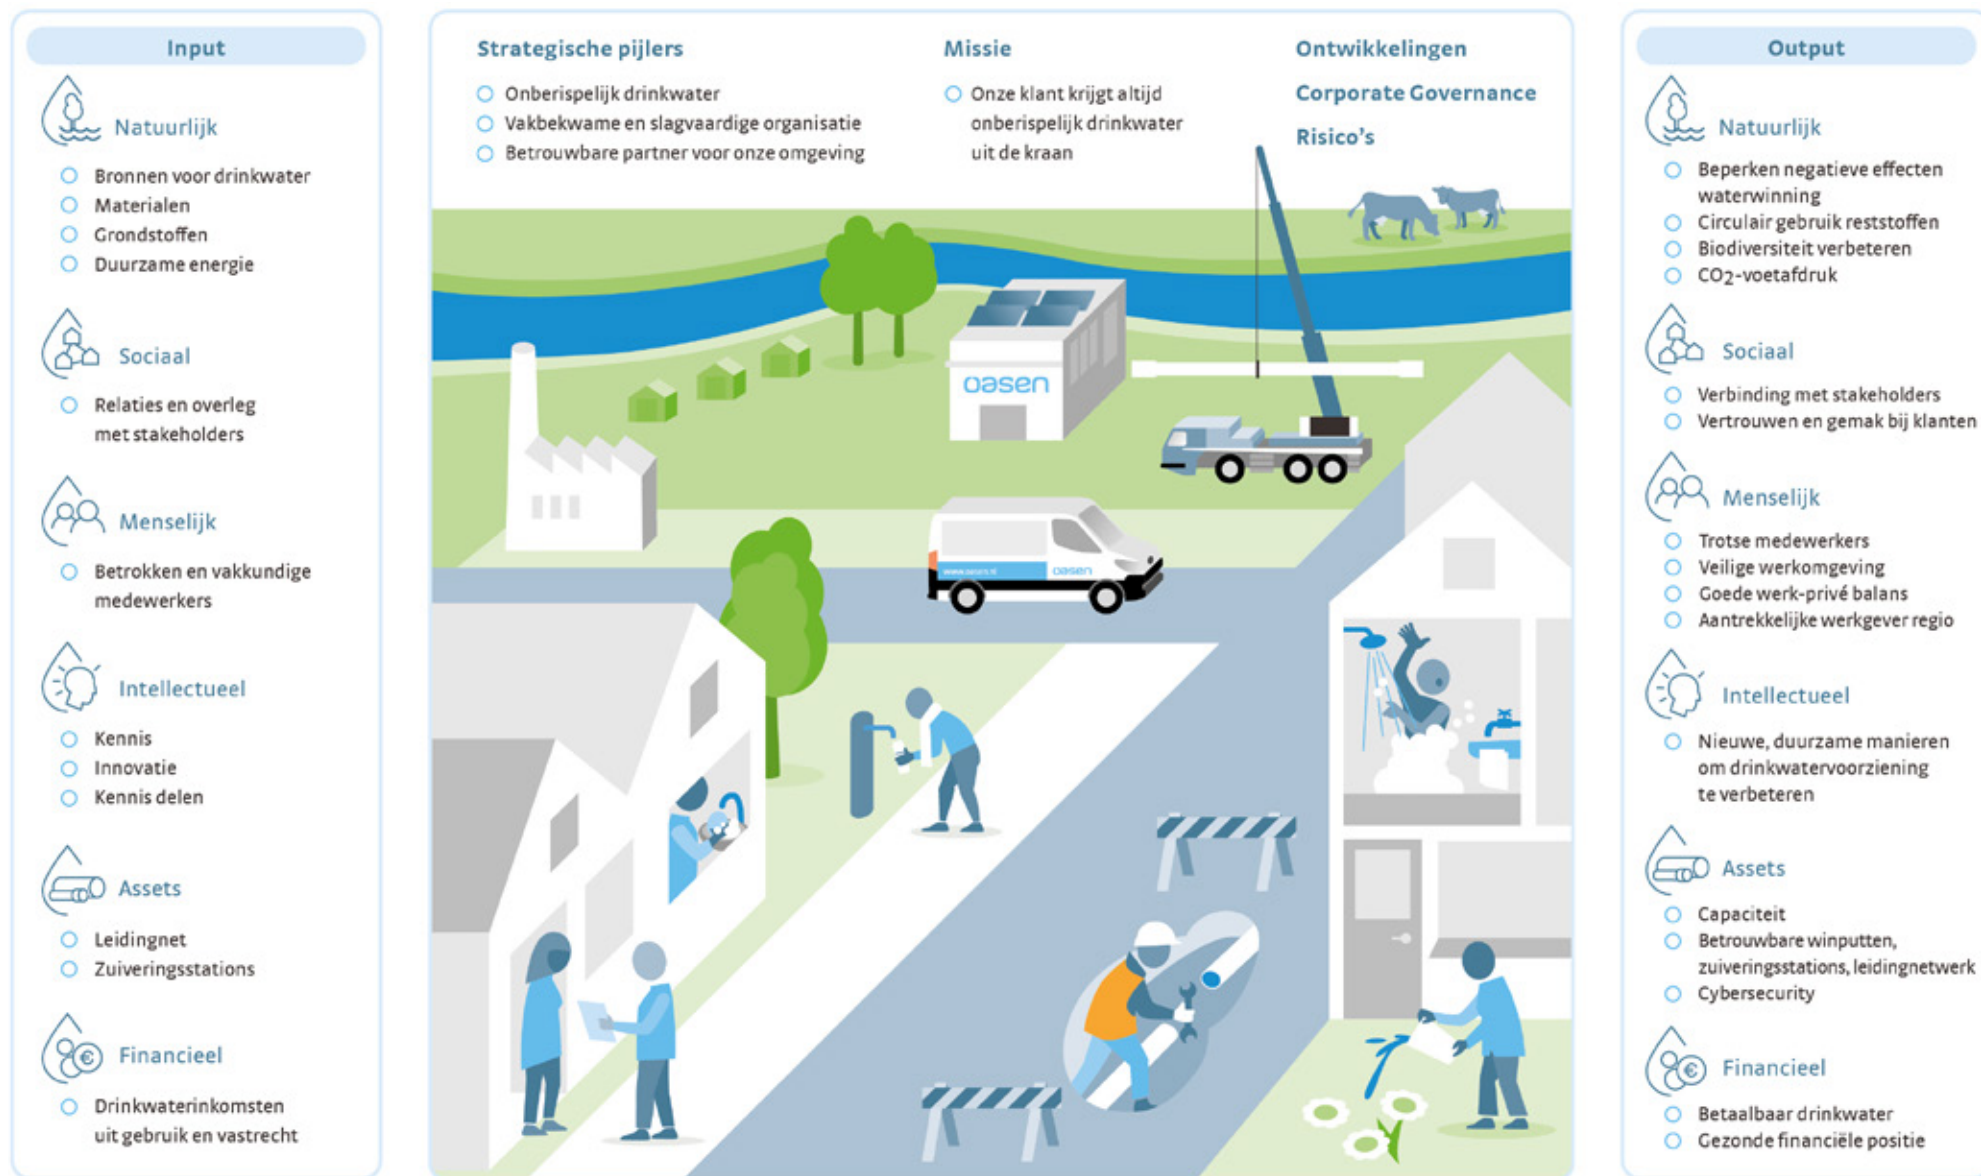 Input
Natuurlijk
Bronnen voor drinkwater
Materialen
Grondstoffen
Duurzame energie
Sociaal
Relaties en overleg
met stakeholders
Menselijk
Betrokken en vakkundige
medewerkers
Intellectueel
Kennis
Innovatie
Kennis delen
Assets
Leidingnet
Zuiveringsstations
Financieel
Drinkwaterinkomsten
uit gebruik en vastrecht
Strategische pijlers
Onberispelijk drinkwater
Vakbekwame en slagvaardige organisatie
Betrouwbare partner voor onze omgeving
Missie
Onze klant krijgt altijd
onberispelijk drinkwater
uit de kraan
Ontwikkelingen
Corporate Governance
Risico's
oasen
www.oasen.nl oasen
Output
Natuurlijk
Beperken negatieve effecten
waterwinning
Circulair gebruik reststoffen
Biodiversiteit verbeteren
CO2-voetafdruk
Sociaal
Verbinding met stakeholders
Vertrouwen en gemak bij klanten
Menselijk
Trotse medewerkers
Veilige werkomgeving
Goede werk-privé balans
Aantrekkelijke werkgever regio
Intellectueel
Nieuwe, duurzame manieren
om drinkwatervoorziening
te verbeteren
Assets
Capaciteit
Betrouwbare winputten,
zuiveringsstations, leidingnetwerk
Cybersecurity
Financieel
Betaalbaar drinkwater
Gezonde financiële positie